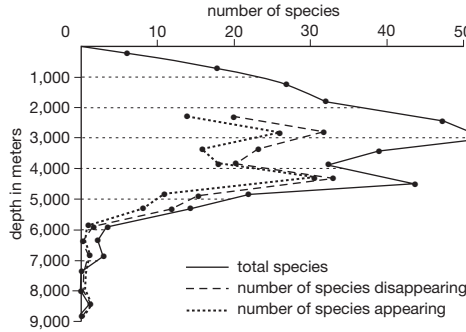 number of species
0 10 20 30 40 50
1,000
2,000
3,000
4,000
5,000
6,000
7,000
8,000
9,000
depth in meters
total species
number of species disappearing
number of species appearing